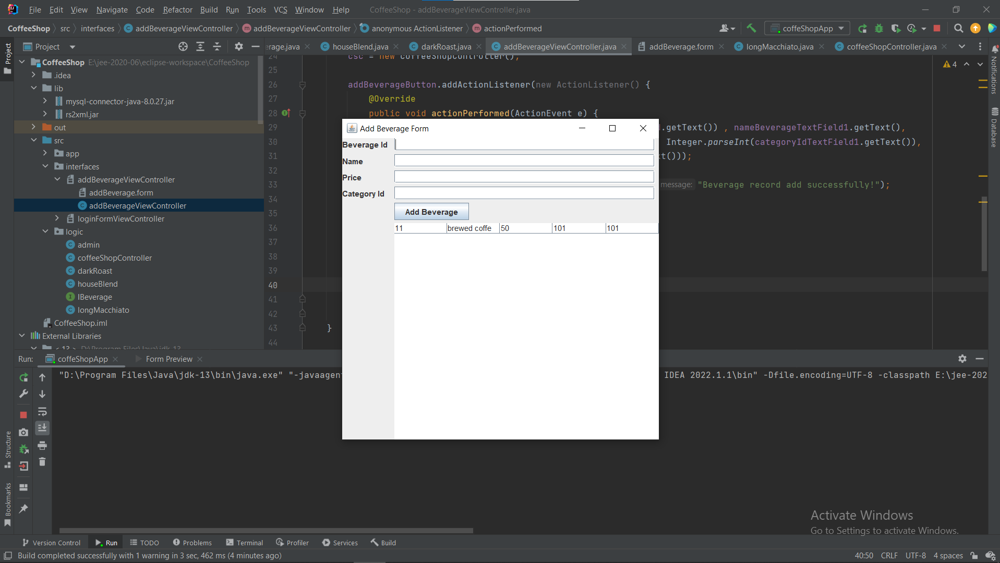 File Edit View Navigate Code Refactor Build Run Tools VCS Window Help CoffeeShop - addBeverageViewController.java
CoffeeShop src interfaces addBeverageViewController addBeverageViewController anonymous ActionListener actionPerformed coffeShopApp
Project
erage.java houseBlend.java darkRoast.java addBeverageViewController.java addBeverage.form longMacchiato.java coffeeShopController.java
Project
Structure
Bookmarks
Notifications
Database
CoffeeShop E:\jee-2020-06\eclipse-workspace\CoffeeShop
.idea
lib
mysql-connector-java-8.0.27.jar
rs2xml.jar
out
src
app
interfaces
addBeverageViewController
addBeverage.form
addBeverageViewController
loginFormViewController
logic
admin
coffeeShopController
darkRoast
houseBlend
IBeverage
longMacchiato
CoffeeShop.iml
External Libraries
< 13 > D:\Program Files\Java\jdk-13
4
24 csc = new coffeeShopController();
25
26 addBeverageButton.addActionListener(new ActionListener() {
27 @Override
28 public void actionPerformed(ActionEvent e) {
29 .getText()) , nameBeverageTextField1.getText(),
30 Integer.parseInt(categoryIdTextField1.getText()),
31 t()));
32
33 message: "Beverage record add successfully!");
34
35
36
37
38
39
40
41
42
43 }
44
Add Beverage Form
Beverage Id
Name
Price
Category Id
Add Beverage
11 brewed coffe 50 101 101
Run: coffeShopApp Form Preview
"D:\Program Files\Java\jdk-13\bin\java.exe" "-javaagent IDEA 2022.1.1\bin" -Dfile.encoding=UTF-8 -classpath E:\jee-202
Activate Windows
Go to Settings to activate Windows.
Version Control Run TODO Problems Terminal Profiler Services Build
Build completed successfully with 1 warning in 3 sec, 462 ms (4 minutes ago) 40:50 CRLF UTF-8 4 spaces